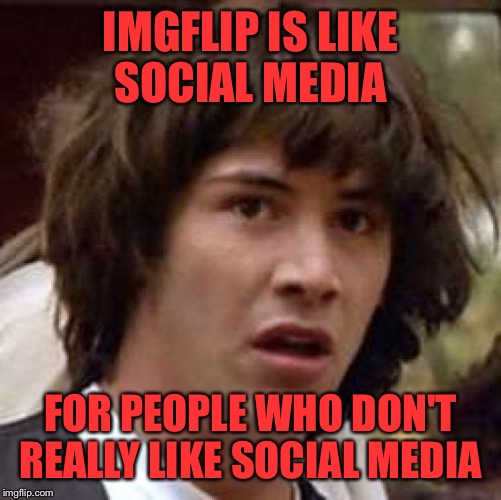 IMGFLIP IS LIKE
SOCIAL MEDIA
FOR PEOPLE WHO DON'T
REALLY LIKE SOCIAL MEDIA
imgflip.com